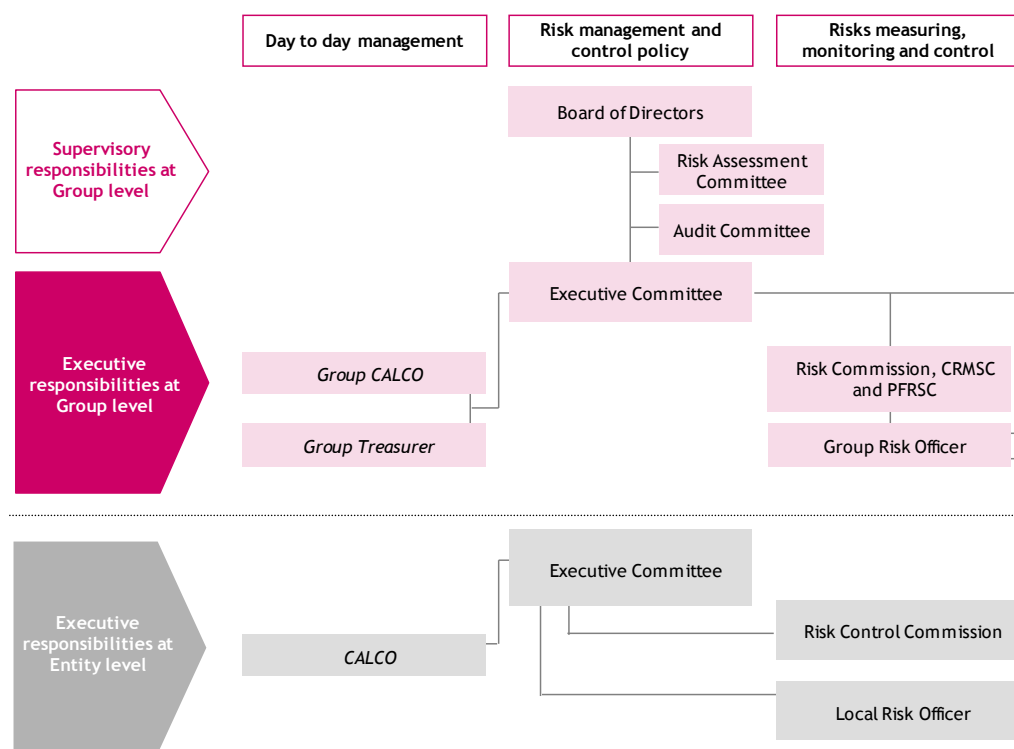 Day to day management
Risk management and
control policy
Risks measuring,
monitoring and control
Supervisory
responsibilities at
Group level
Board of Directors
Risk Assessment
Committee
Audit Committee
Executive
responsibilities at
Group level
Executive Committee
Group CALCO
Group Treasurer
Risk Commission, CRMSC
and PFRSC
Group Risk Officer
Executive
responsibilities at
Entity level
Executive Committee
CALCO
Risk Control Commission
Local Risk Officer